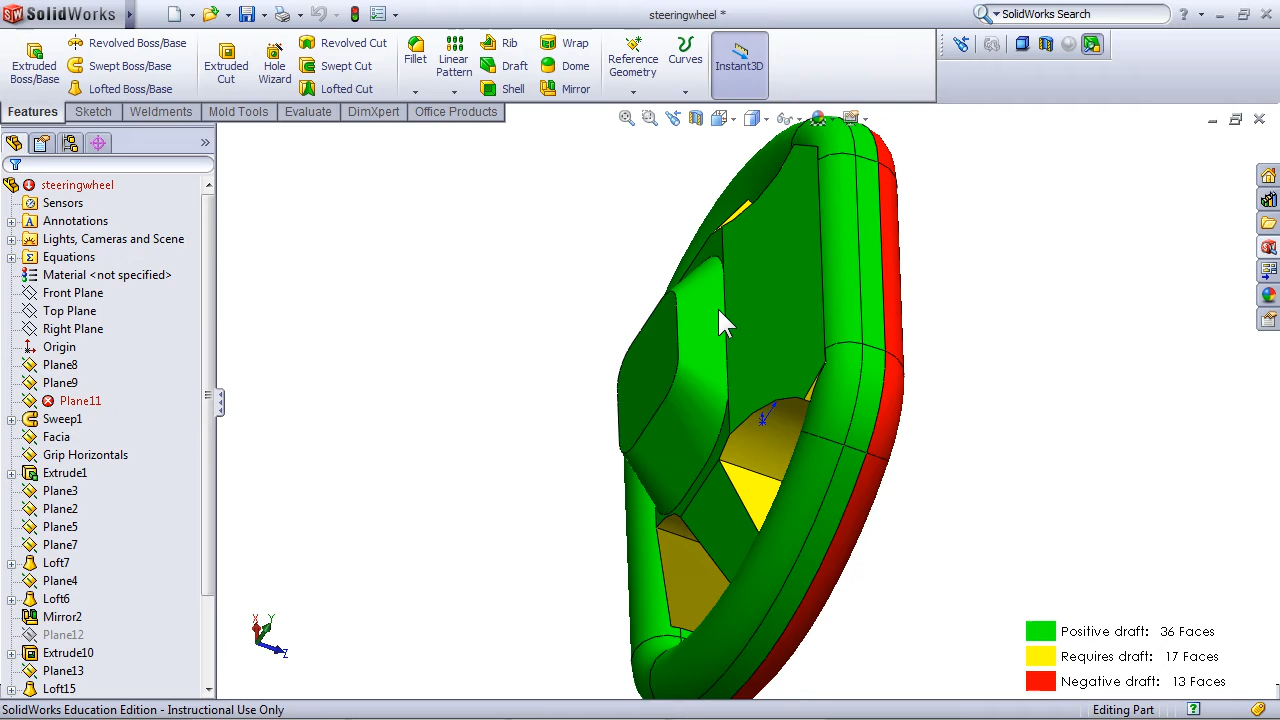 SolidWorks
steeringwheel *
SolidWorks Search
Extruded Boss/Base
Revolved Boss/Base
Swept Boss/Base
Lofted Boss/Base
Extruded Cut
Hole Wizard
Revolved Cut
Swept Cut
Lofted Cut
Fillet
Linear Pattern
Rib
Draft
Shell
Wrap
Dome
Mirror
Reference Geometry
Curves
Instant3D
Features
Sketch
Weldments
Mold Tools
Evaluate
DimXpert
Office Products
steeringwheel
Sensors
Annotations
Lights, Cameras and Scene
Equations
Material <not specified>
Front Plane
Top Plane
Right Plane
Origin
Plane8
Plane9
Plane11
Sweep1
Facia
Grip Horizontals
Extrude1
Plane3
Plane2
Plane5
Plane7
Loft7
Plane4
Loft6
Mirror2
Plane12
Extrude10
Plane13
Loft15
X
Y
Z
Positive draft: 36 Faces
Requires draft: 17 Faces
Negative draft: 13 Faces
SolidWorks Education Edition - Instructional Use Only
Editing Part